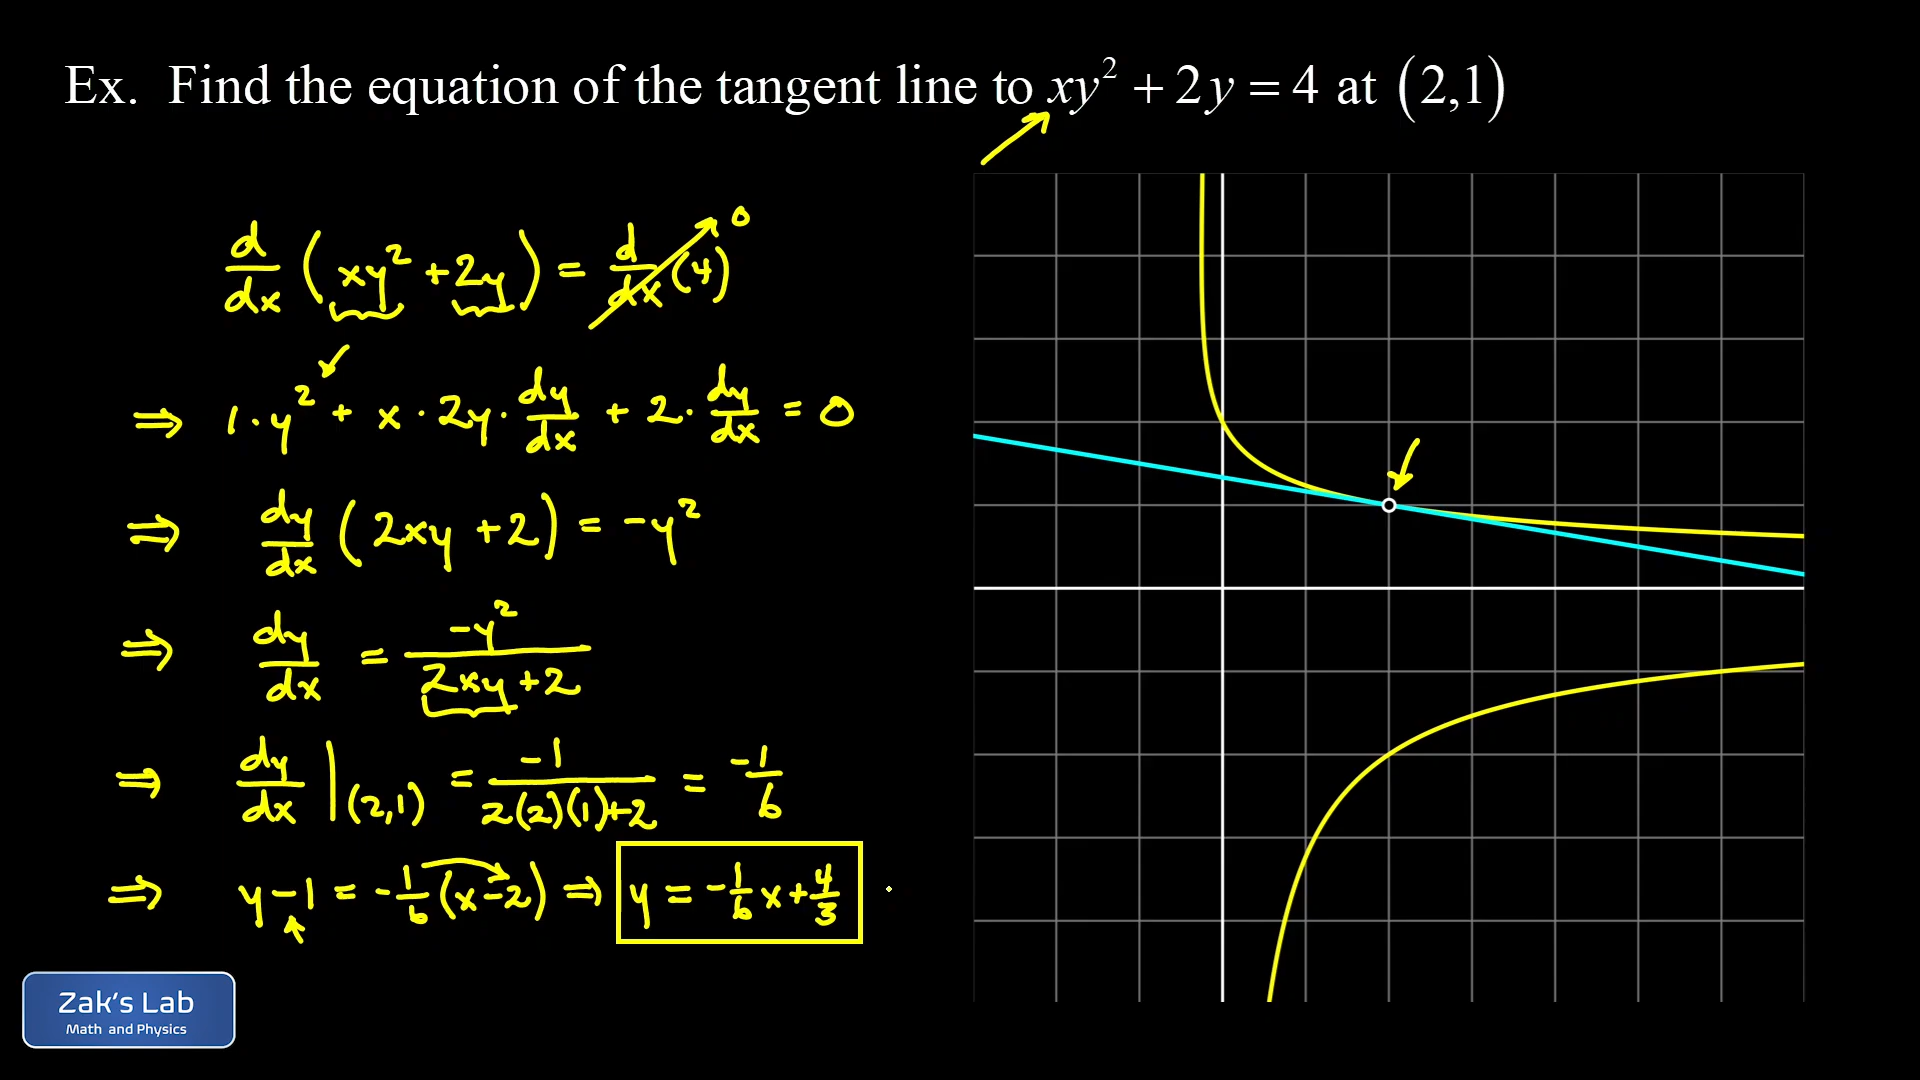 Ex. Find the equation of the tangent line to xy² + 2y = 4 at (2,1)
d/dx (xy² + 2y) = d/dx (4) 0
⇒ 1 · y² + x · 2y · dy/dx + 2 · dy/dx = 0
⇒ dy/dx (2xy + 2) = -y²
⇒ dy/dx = -y²/(2xy + 2)
⇒ dy/dx |(2,1) = -1/(2(2)(1)+2) = -1/6
⇒ y - 1 = -1/6 (x - 2) ⇒ y = -1/6 x + 4/3
Zak's Lab
Math and Physics